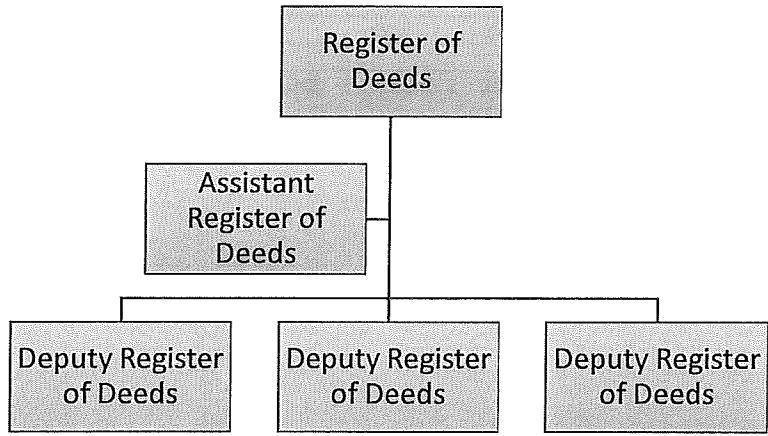 Register of
Deeds
Assistant
Register of
Deeds
Deputy Register
of Deeds
Deputy Register
of Deeds
Deputy Register
of Deeds